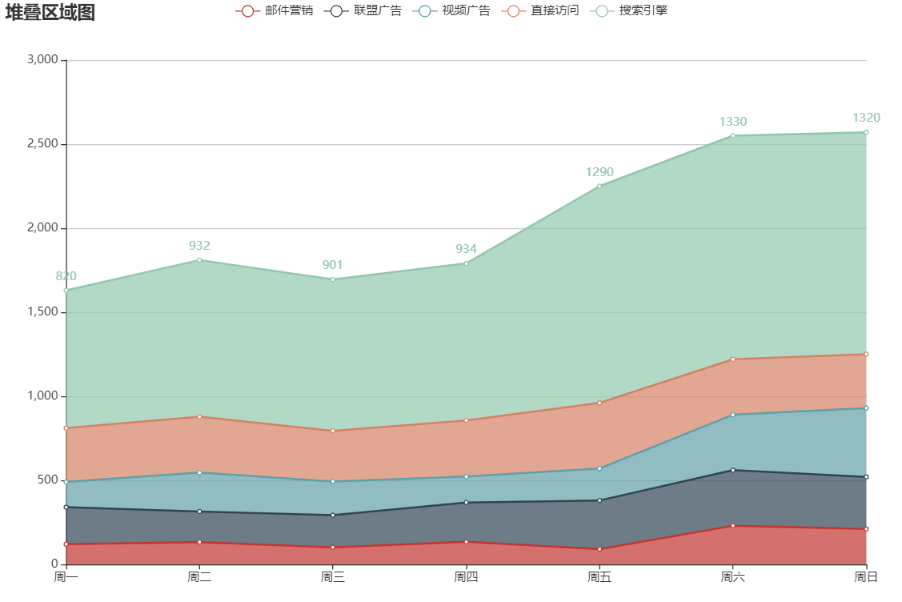 堆叠区域图
邮件营销 联盟广告 视频广告 直接访问 搜索引擎
3,000
2,500
2,000
1,500
1,000
500
0
820 932 901 934 1290 1330 1320
周一 周二 周三 周四 周五 周六 周日